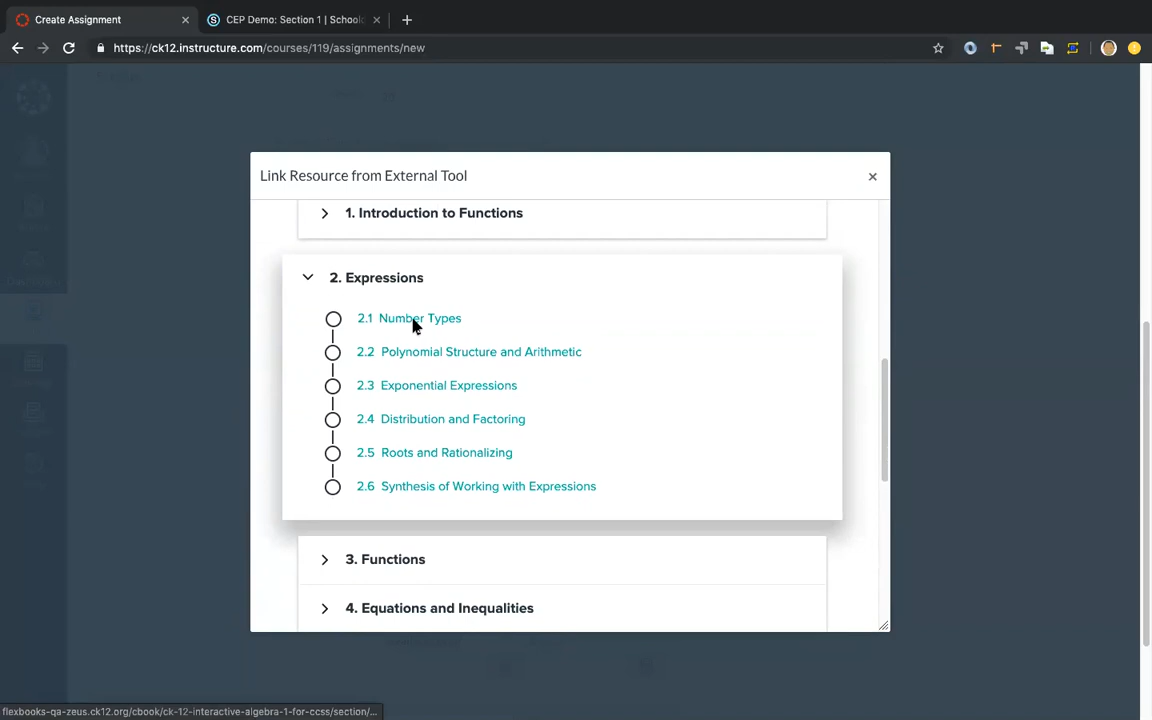 Create Assignment
CEP Demo: Section 1 | Schoolo
https://ck12.instructure.com/courses/119/assignments/new
Link Resource from External Tool
1. Introduction to Functions
2. Expressions
2.1 Number Types
2.2 Polynomial Structure and Arithmetic
2.3 Exponential Expressions
2.4 Distribution and Factoring
2.5 Roots and Rationalizing
2.6 Synthesis of Working with Expressions
3. Functions
4. Equations and Inequalities
flexbooks-qa-zeus.ck12.org/cbook/ck-12-interactive-algebra-1-for-ccss/section/...